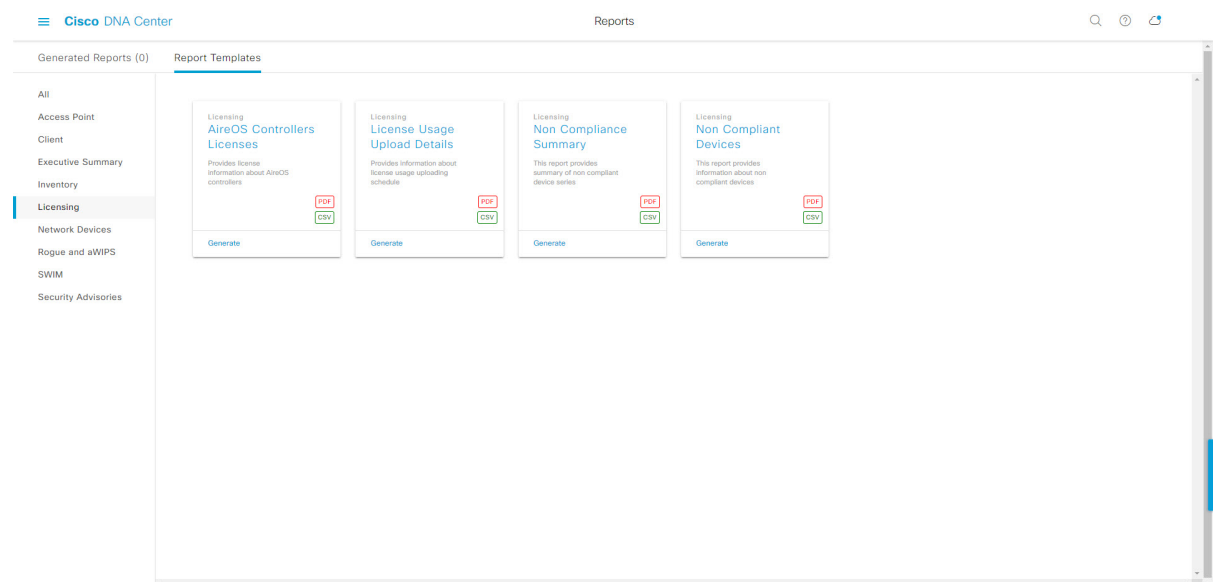 Cisco DNA Center
Reports
Generated Reports (0)
Report Templates
All
Access Point
Client
Executive Summary
Inventory
Licensing
Network Devices
Rogue and aWIPS
SWIM
Security Advisories
Licensing
AireOS Controllers
Licenses
Provides license
information about AireOS
controllers
PDF
CSV
Generate
Licensing
License Usage
Upload Details
Provides information about
license usage uploading
schedule
PDF
CSV
Generate
Licensing
Non Compliance
Summary
This report provides
summary of non compliant
device series
PDF
CSV
Generate
Licensing
Non Compliant
Devices
This report provides
information about non
compliant devices
PDF
CSV
Generate